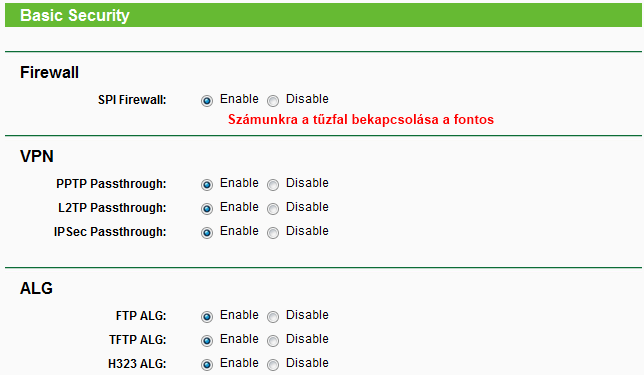 Basic Security
Firewall
SPI Firewall: Enable Disable
Számunkra a tűzfal bekapcsolása a fontos
VPN
PPTP Passthrough: Enable Disable
L2TP Passthrough: Enable Disable
IPSec Passthrough: Enable Disable
ALG
FTP ALG: Enable Disable
TFTP ALG: Enable Disable
H323 ALG: Enable Disable